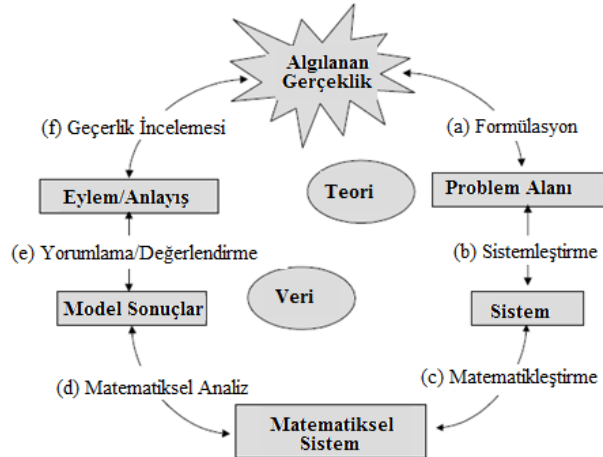 Algılanan
Gerçeklik
(f) Geçerlik İncelemesi
(a) Formülasyon
Eylem/Anlayış
Teori
Problem Alanı
(e) Yorumlama/Değerlendirme
(b) Sistemleştirme
Model Sonuçlar
Veri
Sistem
(d) Matematiksel Analiz
(c) Matematikleştirme
Matematiksel
Sistem